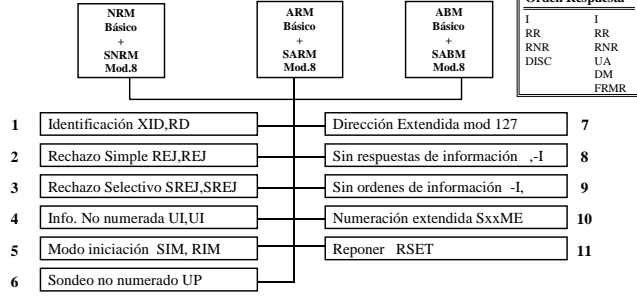 NRM
Básico
+
SNRM
Mod.8
ARM
Básico
+
SARM
Mod.8
ABM
Básico
+
SABM
Mod.8
Orden Respuesta
I I
RR RR
RNR RNR
DISC UA
DM
FRMR
1 Identificación XID,RD
2 Rechazo Simple REJ,REJ
3 Rechazo Selectivo SREJ,SREJ
4 Info. No numerada UI,UI
5 Modo iniciación SIM, RIM
6 Sondeo no numerado UP
Dirección Extendida mod 127 7
Sin respuestas de información ,-I 8
Sin ordenes de información -I, 9
Numeración extendida SxxME 10
Reponer RSET 11